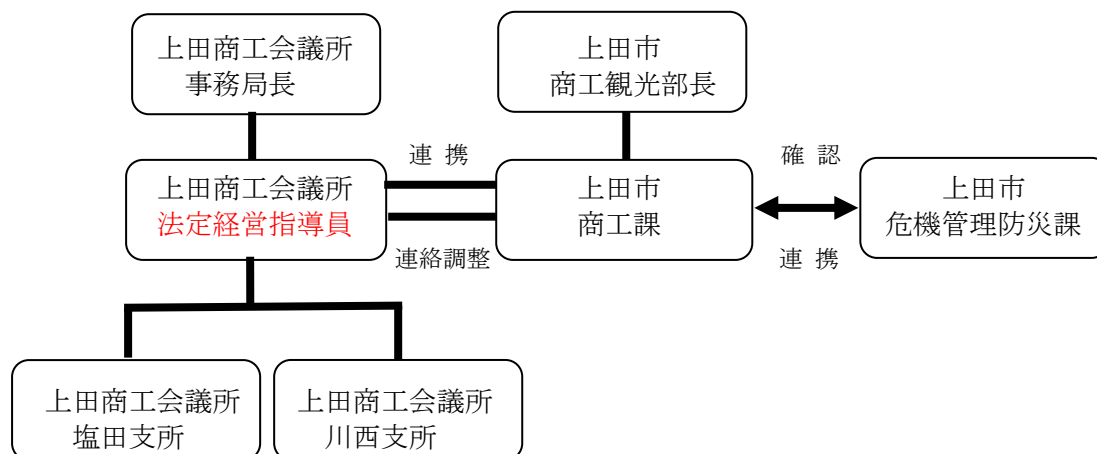 上田商工会議所
事務局長
上田市
商工観光部長
上田商工会議所
法定経営指導員
連 携
連絡調整
上田市
商工課
確 認
連 携
上田市
危機管理防災課
上田商工会議所
塩田支所
上田商工会議所
川西支所